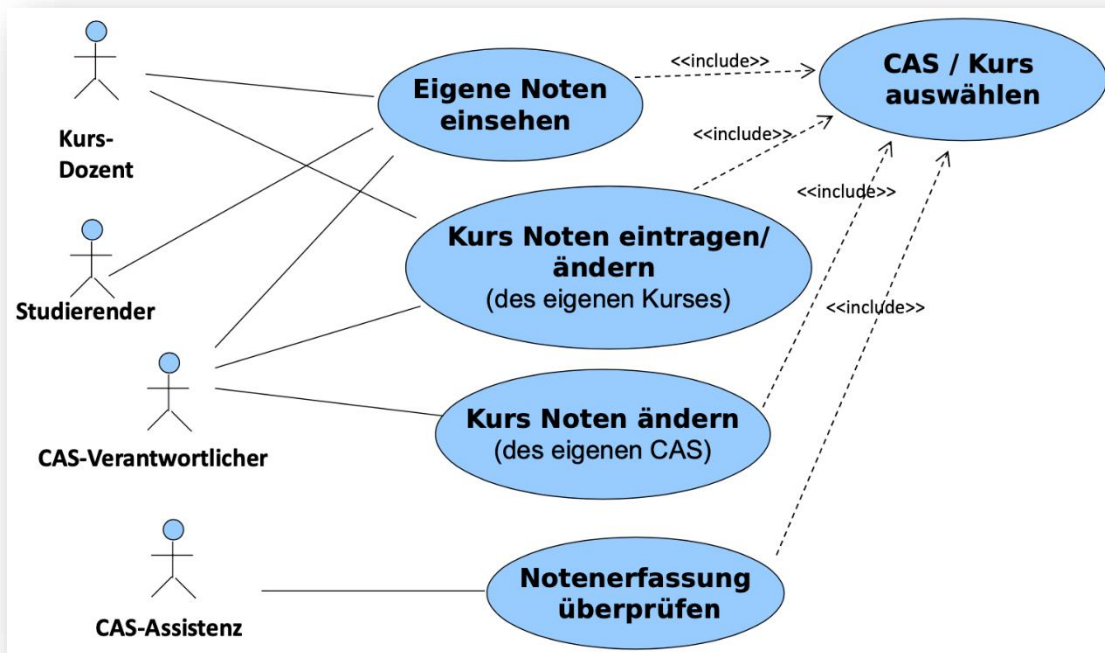 Kurs-
Dozent
Studierender
CAS-Verantwortlicher
CAS-Assistenz
Eigene Noten
einsehen
Kurs Noten eintragen/
ändern
(des eigenen Kurses)
Kurs Noten ändern
(des eigenen CAS)
Notenerfassung
überprüfen
<<include>>
<<include>>
<<include>>
<<include>>
CAS / Kurs
auswählen